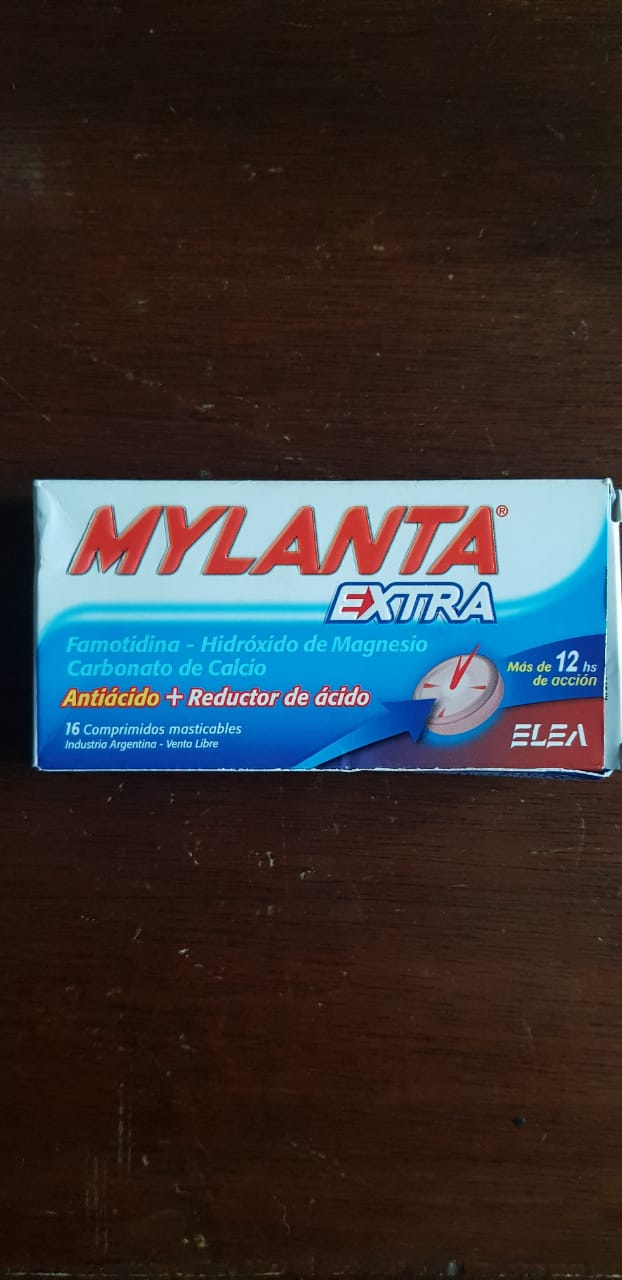 MYLANTA®
EXTRA
Famotidina - Hidróxido de Magnesio
Carbonato de Calcio
Antiácido + Reductor de ácido
Más de 12 hs
de acción
16 Comprimidos masticables
Industria Argentina - Venta Libre
ELEA